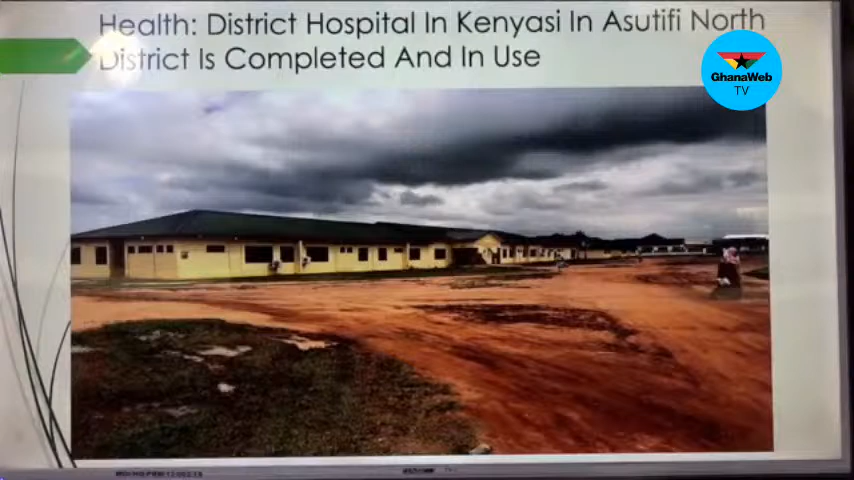 Health: District Hospital In Kenyasi In Asutifi North
District Is Completed And In Use
GhanaWeb
TV